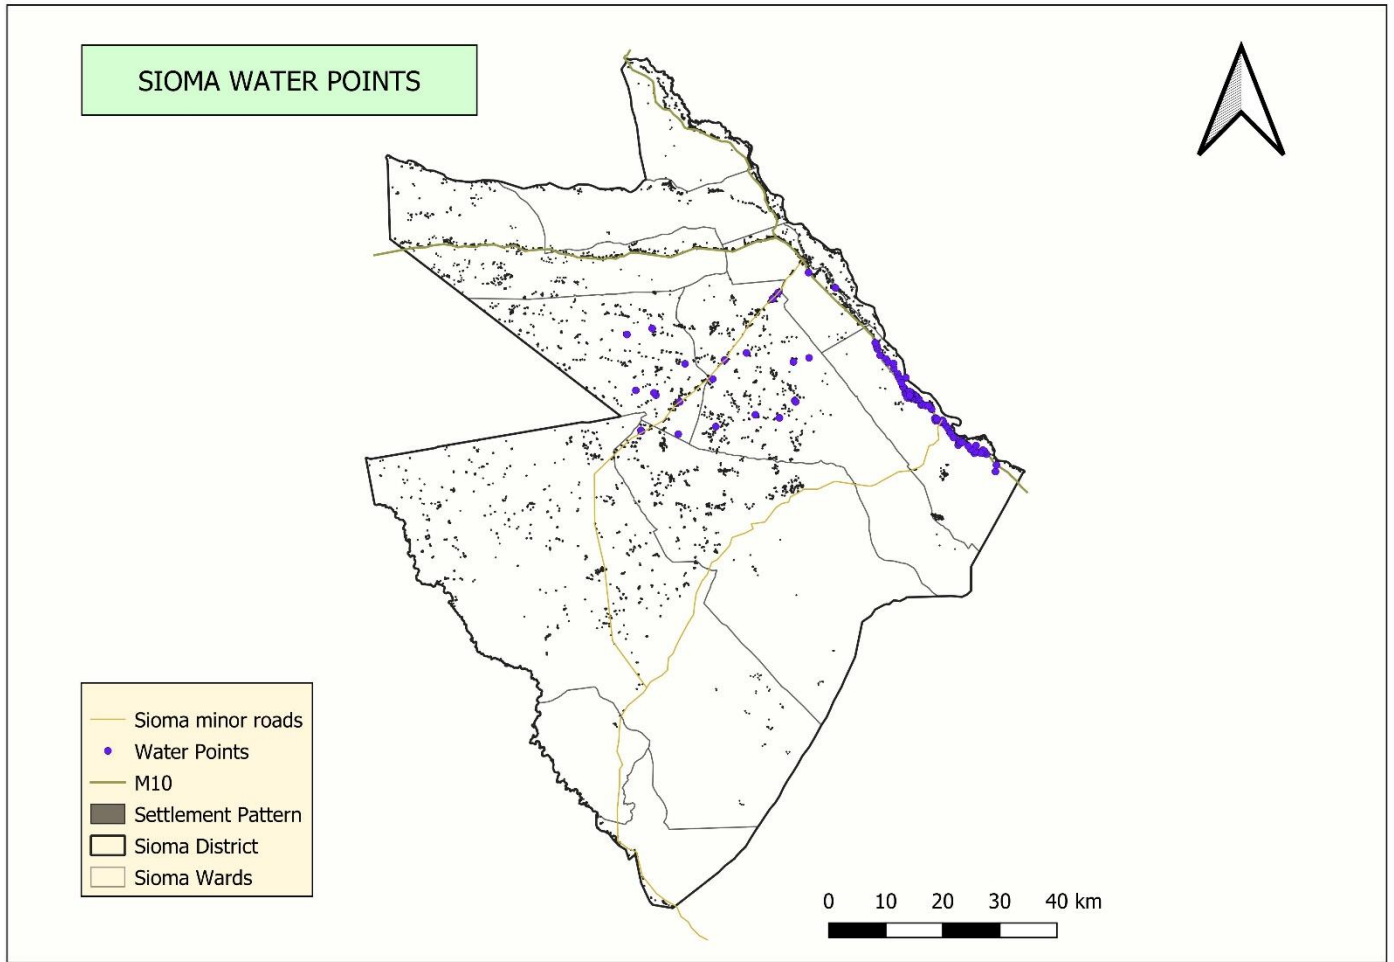 SIOMA WATER POINTS
Sioma minor roads
Water Points
M10
Settlement Pattern
Sioma District
Sioma Wards
0 10 20 30 40 km